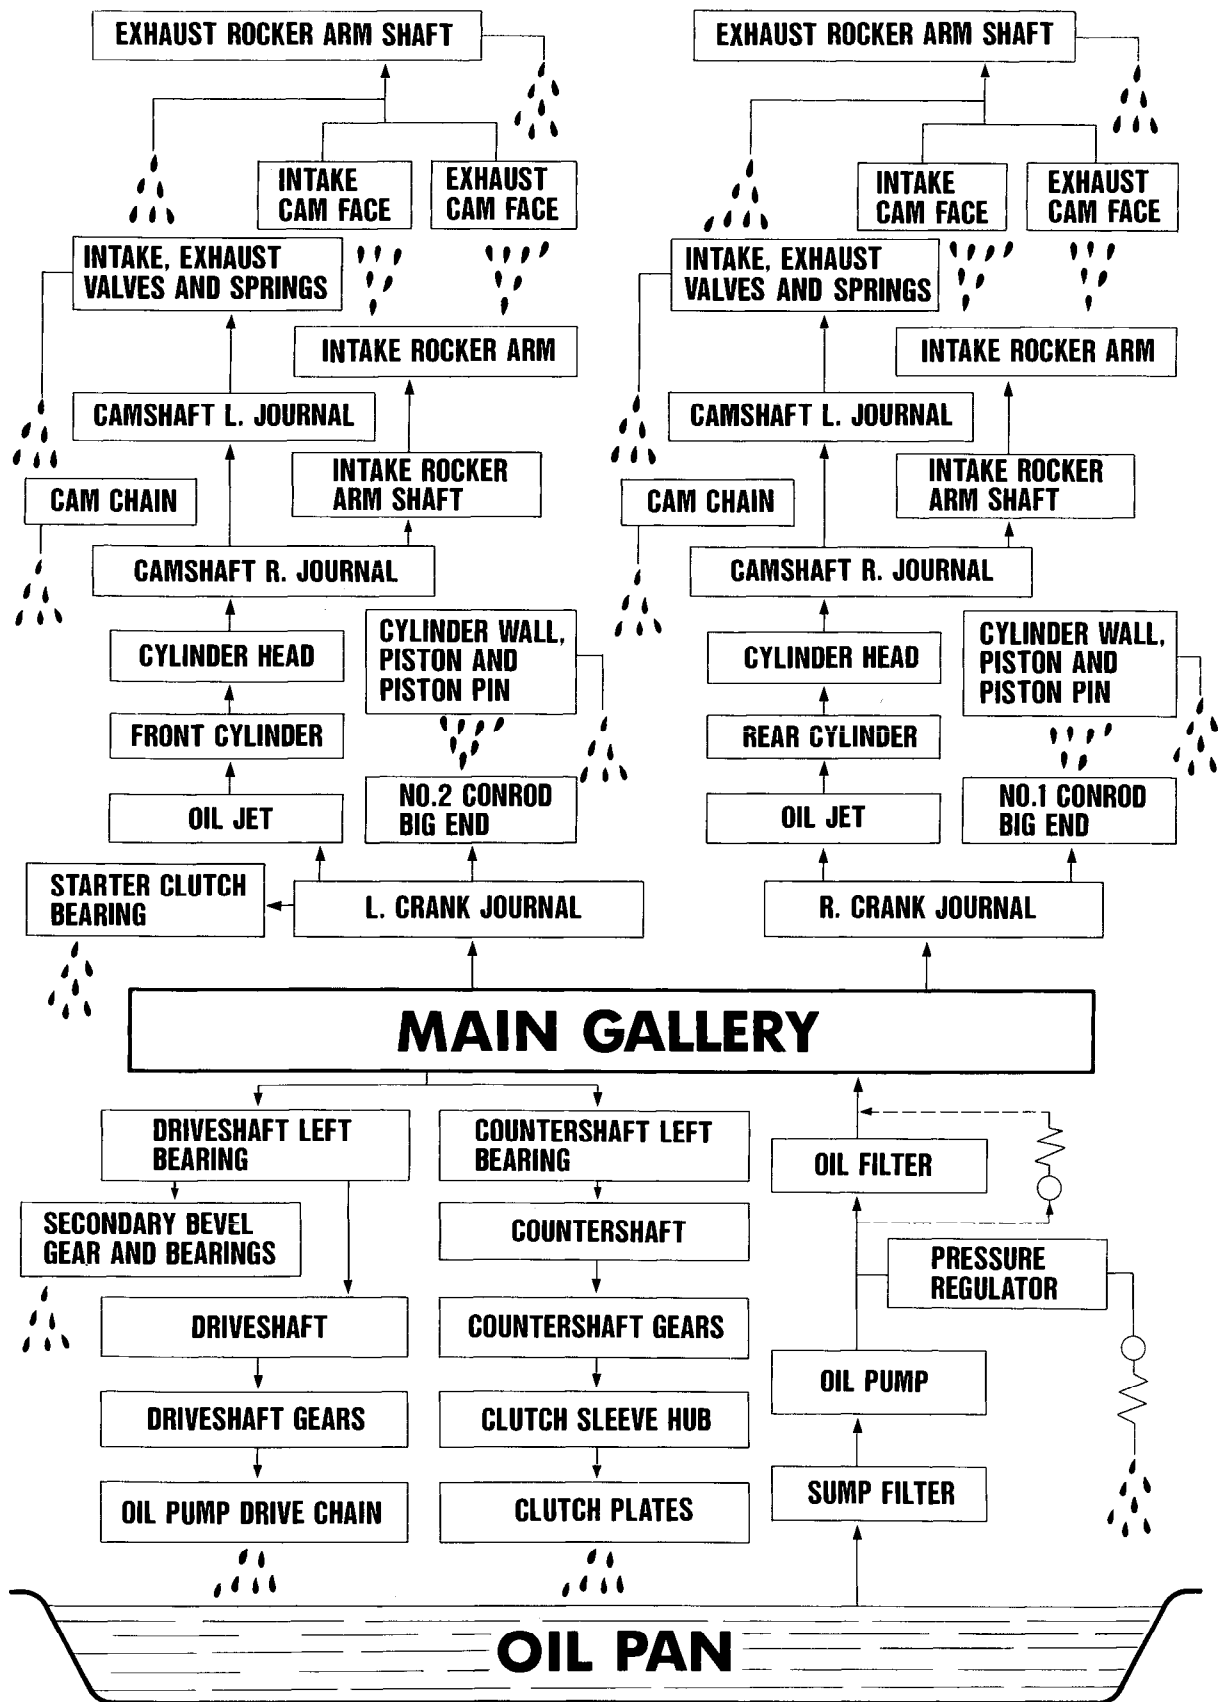 EXHAUST ROCKER ARM SHAFT
EXHAUST ROCKER ARM SHAFT
INTAKE
CAM FACE
EXHAUST
CAM FACE
INTAKE
CAM FACE
EXHAUST
CAM FACE
INTAKE, EXHAUST
VALVES AND SPRINGS
INTAKE, EXHAUST
VALVES AND SPRINGS
INTAKE ROCKER ARM
INTAKE ROCKER ARM
CAMSHAFT L. JOURNAL
CAMSHAFT L. JOURNAL
INTAKE ROCKER
ARM SHAFT
INTAKE ROCKER
ARM SHAFT
CAM CHAIN
CAM CHAIN
CAMSHAFT R. JOURNAL
CAMSHAFT R. JOURNAL
CYLINDER WALL,
PISTON AND
PISTON PIN
CYLINDER WALL,
PISTON AND
PISTON PIN
CYLINDER HEAD
CYLINDER HEAD
FRONT CYLINDER
REAR CYLINDER
OIL JET
NO.2 CONROD
BIG END
OIL JET
NO.1 CONROD
BIG END
STARTER CLUTCH
BEARING
L. CRANK JOURNAL
R. CRANK JOURNAL
MAIN GALLERY
DRIVESHAFT LEFT
BEARING
COUNTERSHAFT LEFT
BEARING
OIL FILTER
SECONDARY BEVEL
GEAR AND BEARINGS
COUNTERSHAFT
PRESSURE
REGULATOR
DRIVESHAFT
COUNTERSHAFT GEARS
OIL PUMP
DRIVESHAFT GEARS
CLUTCH SLEEVE HUB
SUMP FILTER
OIL PUMP DRIVE CHAIN
CLUTCH PLATES
OIL PAN